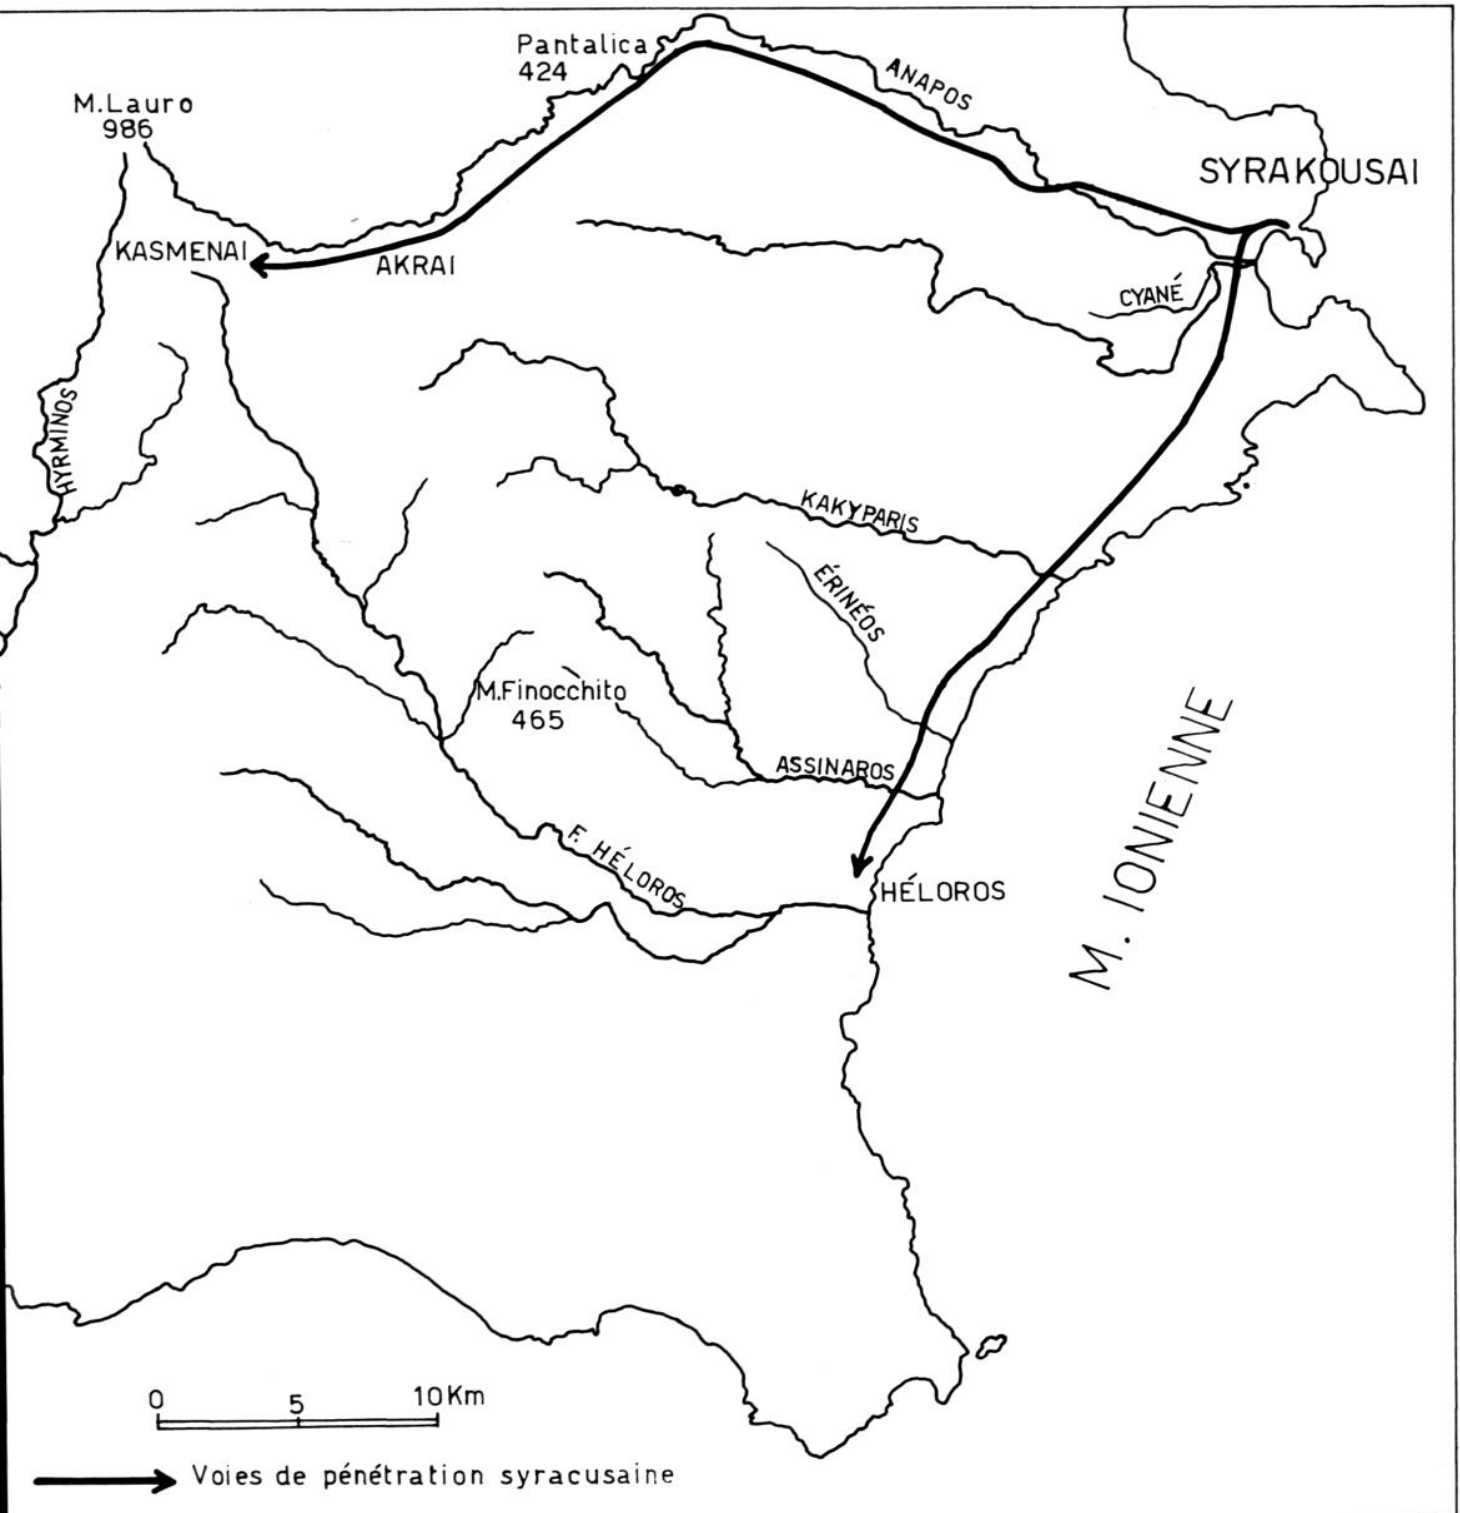 Pantalica
424
ANAPOS
M.Lauro
986
SYRAKOUSAI
KASMENAI
AKRAI
CYANÉ
HYRMINOS
KAKYPARIS
ÉRINÉOS
M.Finocchito
465
ASSINAROS
F. HÉLOROS
HÉLOROS
M. IONIENNE
0 5 10Km
Voies de pénétration syracusaine